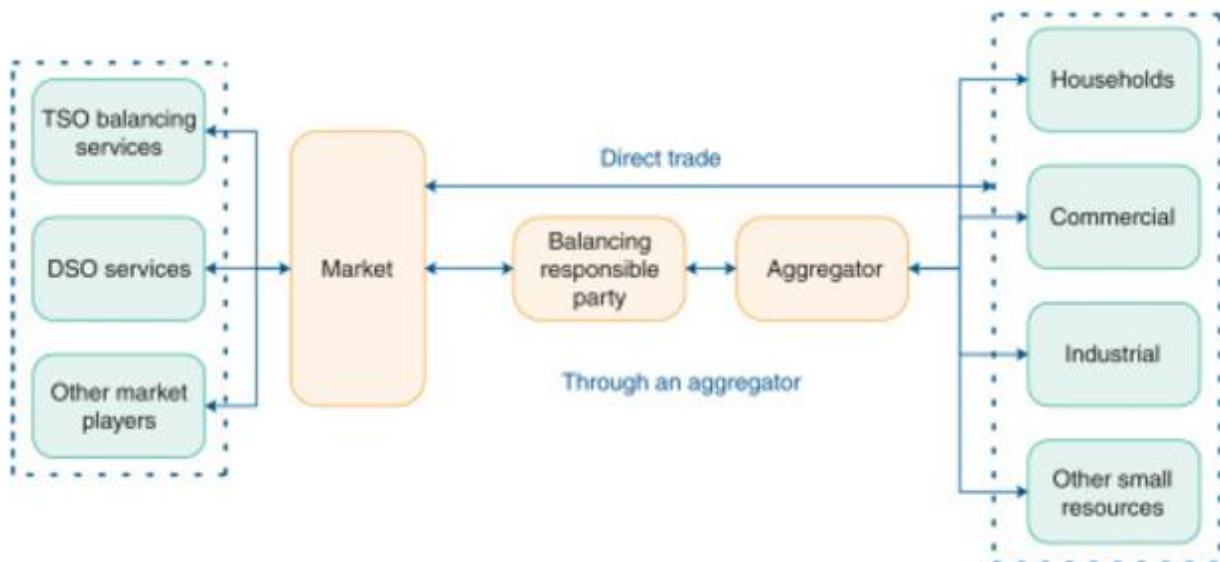 TSO balancing
services
DSO services
Other market
players
Market
Direct trade
Balancing
responsible
party
Aggregator
Through an aggregator
Households
Commercial
Industrial
Other small
resources